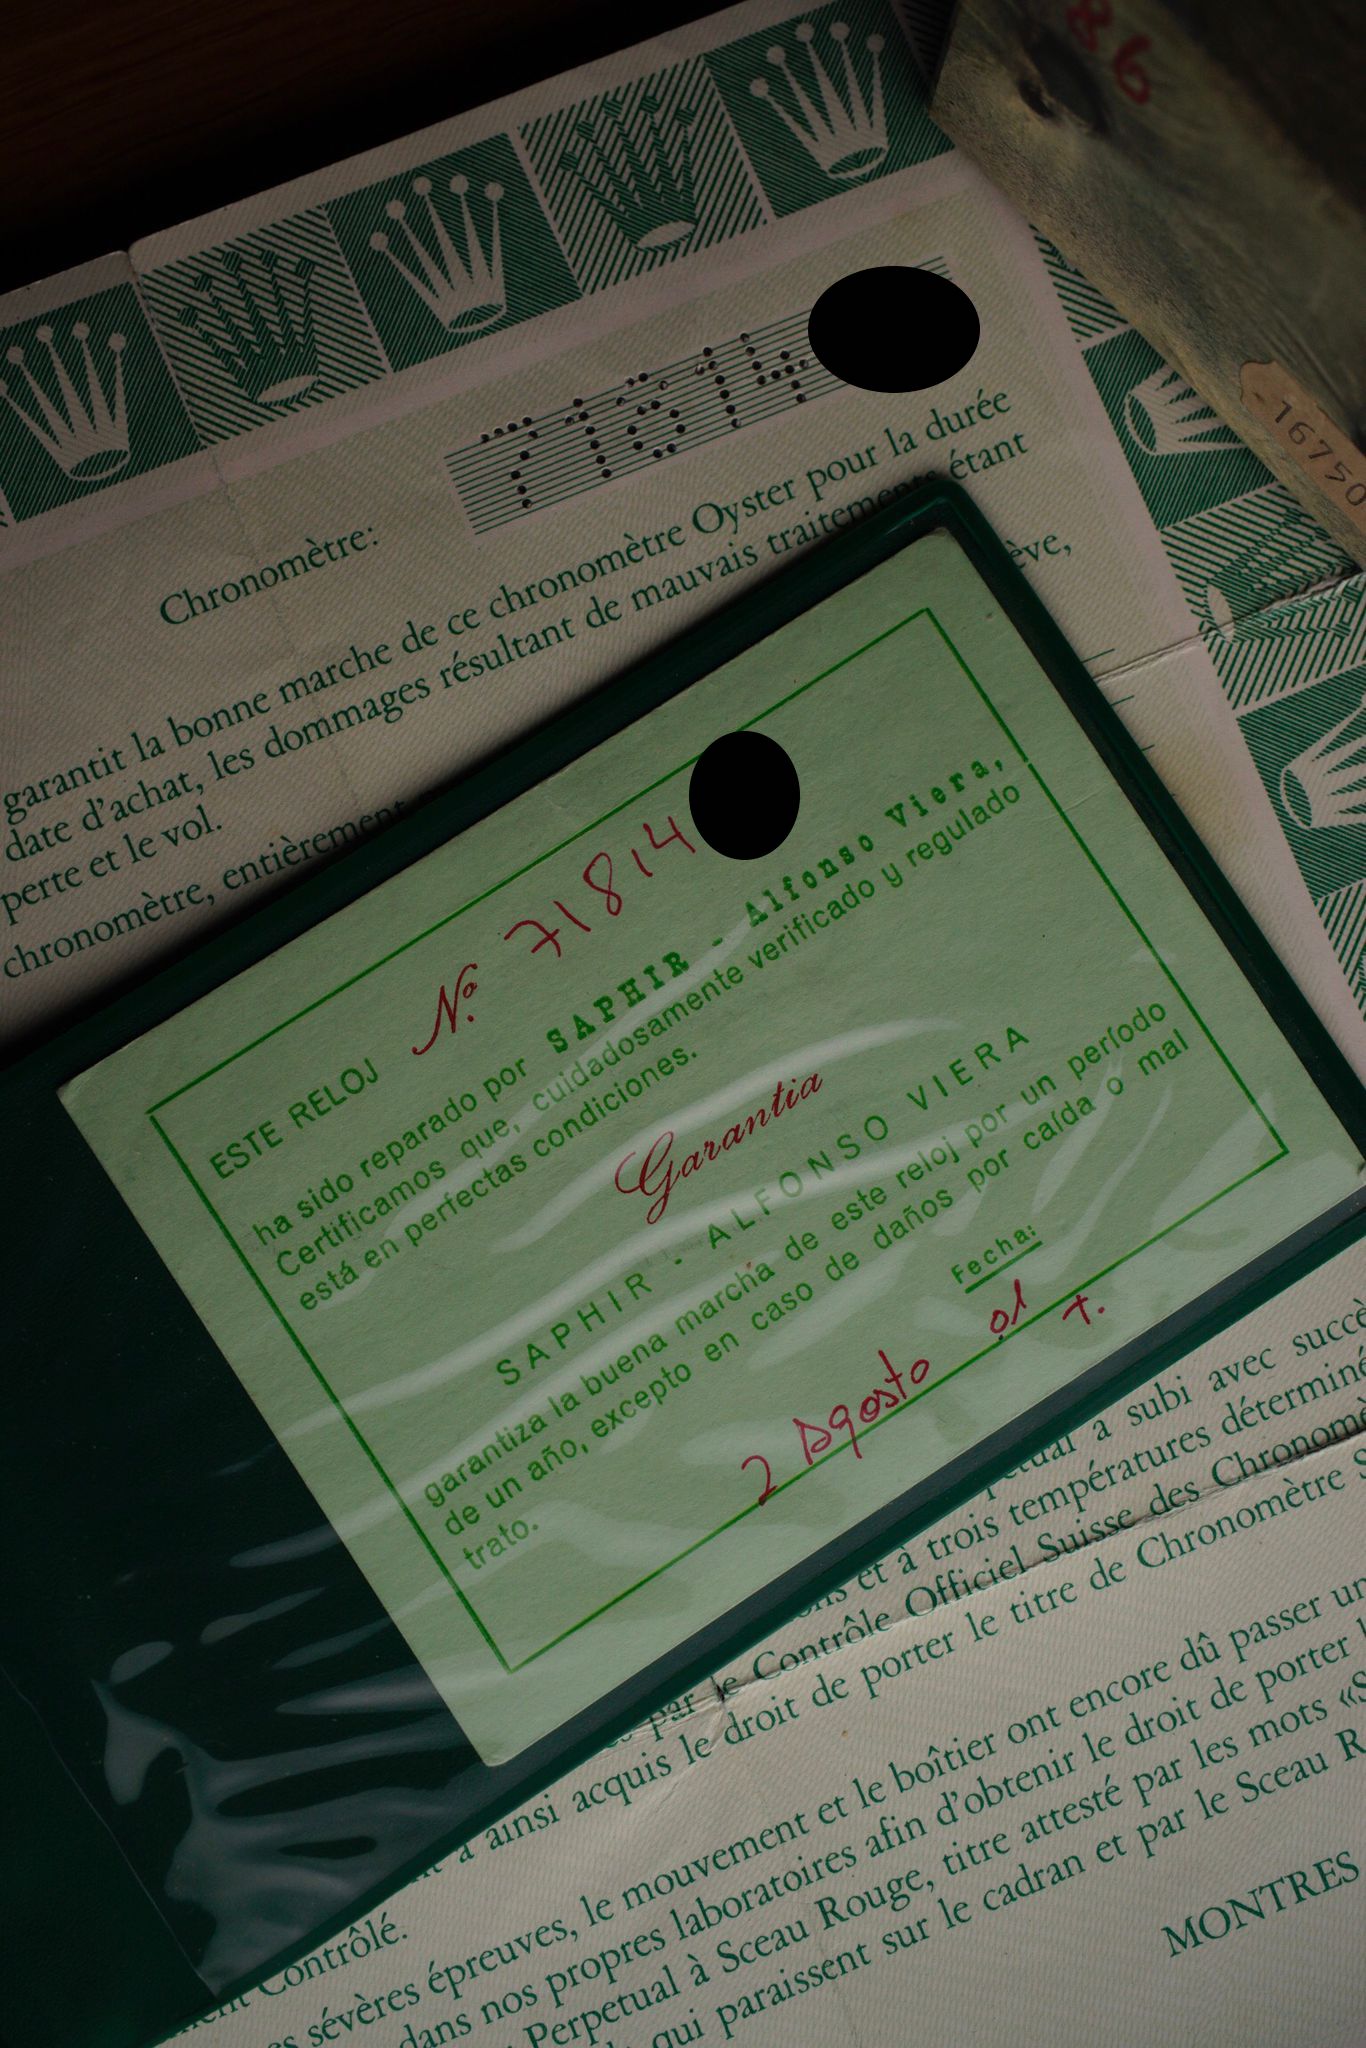 86
16750
71814
Chronomètre:
garantit la bonne marche de ce chronomètre Oyster pour la durée
date d'achat, les dommages résultant de mauvais traitements étant
perte et le vol.
chronomètre, entièrement
ESTE RELOJ Nº 71814
ha sido reparado por SAPHIR - Alfonso Viera,
Certificamos que, cuidadosamente verificado y regulado
está en perfectas condiciones.
Garantia
SAPHIR - ALFONSO VIERA
garantiza la buena marcha de este reloj por un período
de un año, excepto en caso de daños por caída o mal
trato.
Fecha:
2 Agosto 01
a subi avec succè
et à trois températures déterminé
par le Contrôle Officiel Suisse des Chronomè
à ainsi acquis le droit de porter le titre de Chronomètre S
Contrôlé.
sévères épreuves, le mouvement et le boîtier ont encore dû passer un
dans nos propres laboratoires afin d'obtenir le droit de porter l
Perpetual à Sceau Rouge, titre attesté par les mots «S
qui paraissent sur le cadran et par le Sceau R
MONTRES